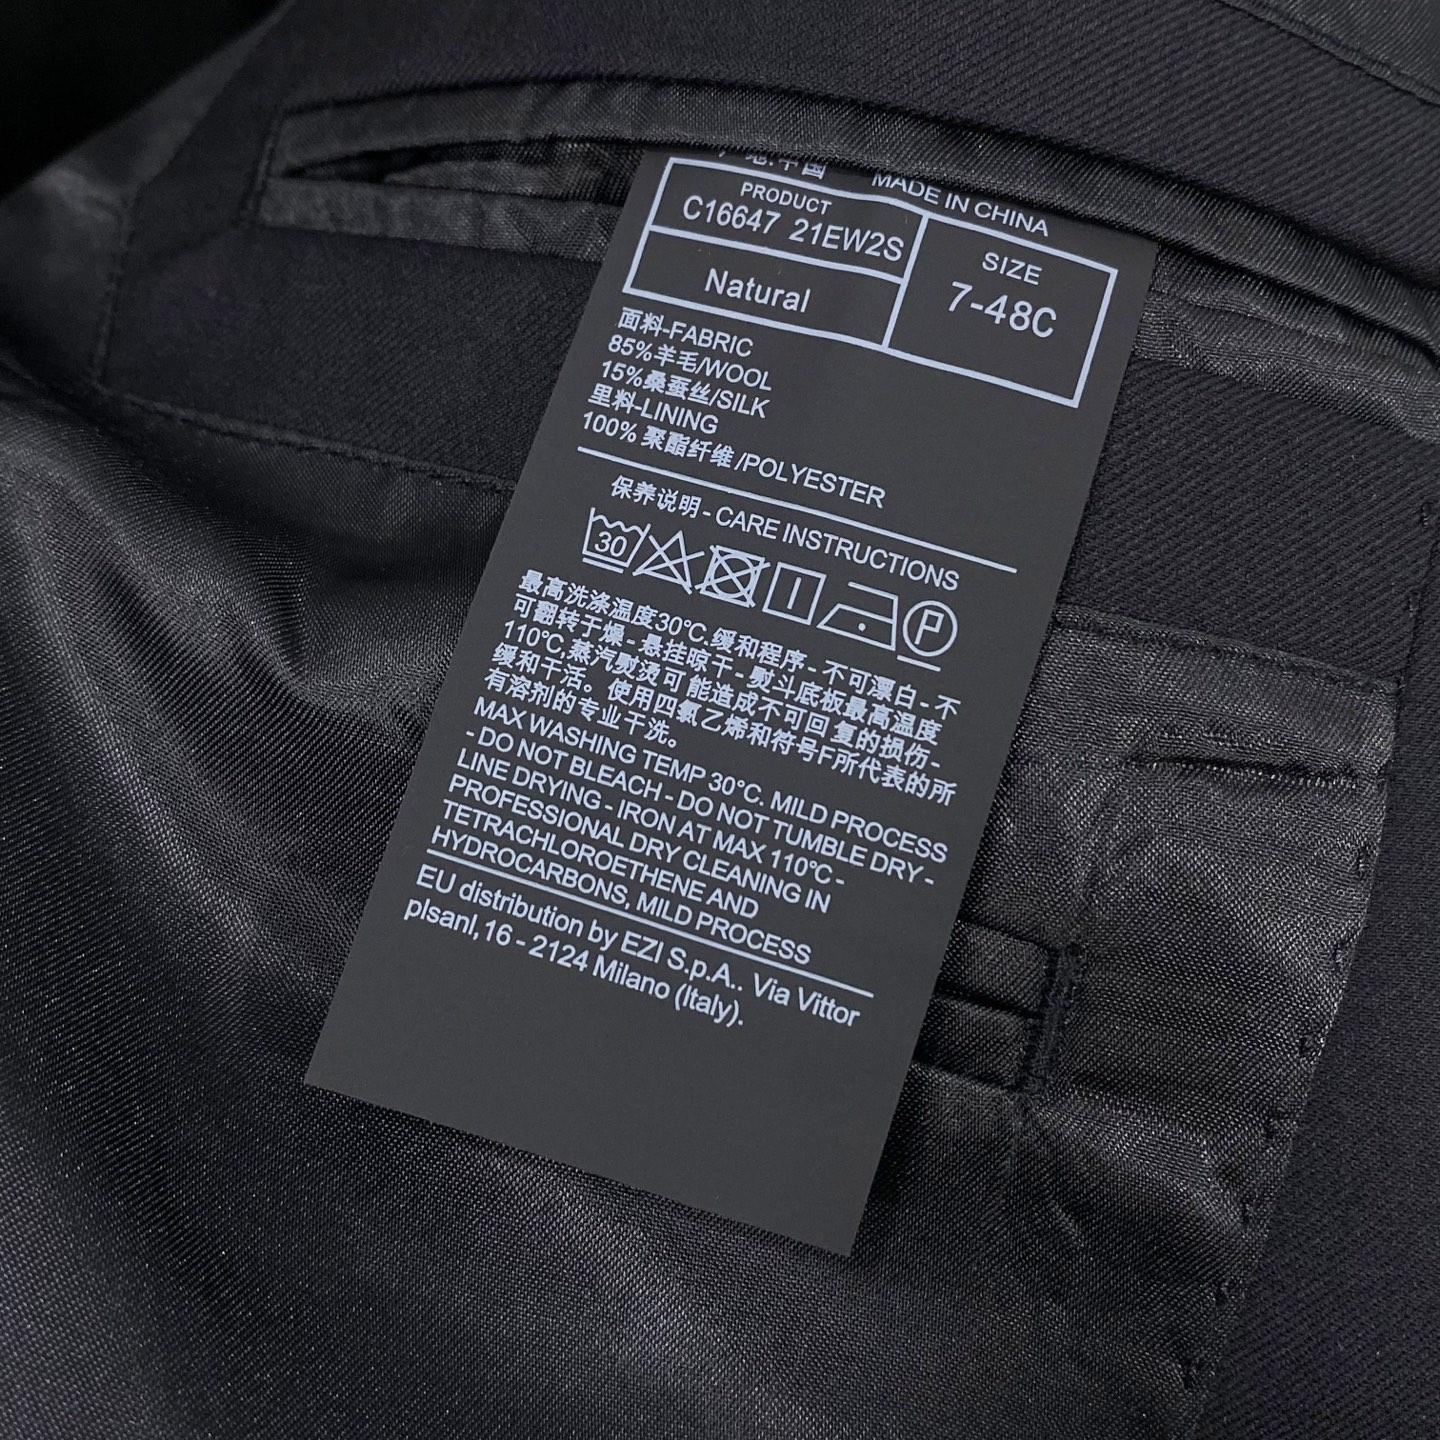 产地:中国 MADE IN CHINA
PRODUCT
C16647 21EW2S
SIZE
7-48C
Natural
面料-FABRIC
85%羊毛/WOOL
15%桑蚕丝/SILK
里料-LINING
100% 聚酯纤维/POLYESTER
保养说明 - CARE INSTRUCTIONS
30 P
最高洗涤温度30℃. 缓和程序 - 不可漂白 - 不
可翻转干燥 - 悬挂晾干 - 熨斗底板最高温度
110℃, 蒸汽熨烫可能造成不可回 复的损伤 -
缓和干活。使用四氯乙烯和符号F所代表的所
有溶剂的专业干洗。
MAX WASHING TEMP 30℃. MILD PROCESS
- DO NOT BLEACH - DO NOT TUMBLE DRY -
LINE DRYING - IRON AT MAX 110℃ -
PROFESSIONAL DRY CLEANING IN
TETRACHLOROETHENE AND
HYDROCARBONS, MILD PROCESS
EU distribution by EZI S.p.A.. Via Vittor
plsanl, 16 - 2124 Milano (Italy).